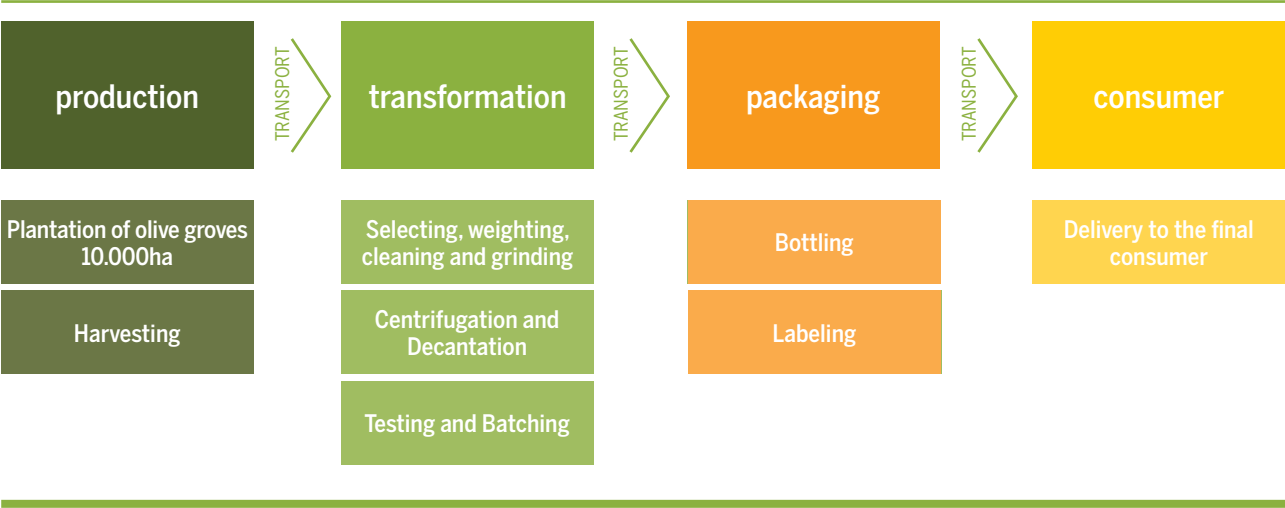 production
TRANSPORT
transformation
TRANSPORT
packaging
TRANSPORT
consumer
Plantation of olive groves
10.000ha
Harvesting
Selecting, weighting,
cleaning and grinding
Centrifugation and
Decantation
Testing and Batching
Bottling
Labeling
Delivery to the final
consumer